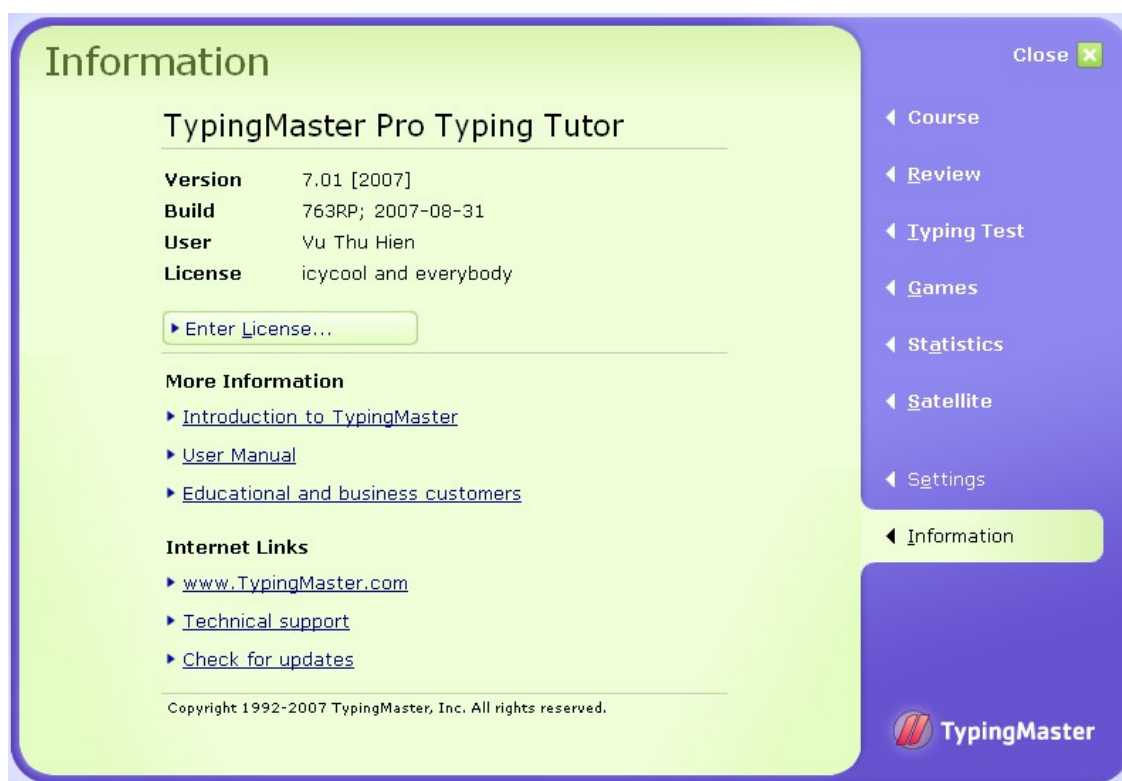 Information
TypingMaster Pro Typing Tutor
Version 7.01 [2007]
Build 763RP; 2007-08-31
User Vu Thu Hien
License icycool and everybody
Enter License...
More Information
Introduction to TypingMaster
User Manual
Educational and business customers
Internet Links
www.TypingMaster.com
Technical support
Check for updates
Copyright 1992-2007 TypingMaster, Inc. All rights reserved.
Close
Course
Review
Typing Test
Games
Statistics
Satellite
Settings
Information
TypingMaster